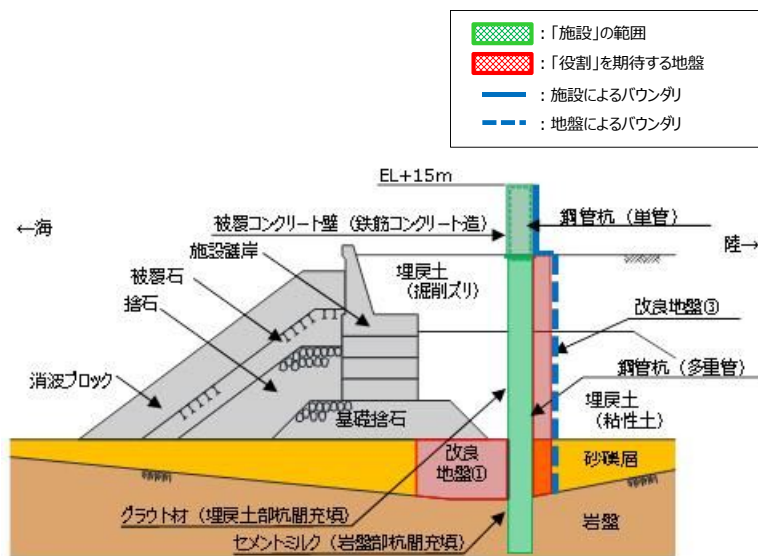 ：「施設」の範囲
：「役割」を期待する地盤
：施設によるバウンダリ
：地盤によるバウンダリ
EL+15m
←海
被覆コンクリート壁（鉄筋コンクリート造）
鋼管杭（単管）
陸→
施設護岸
埋戻土
（掘削ズリ）
被覆石
捨石
改良地盤③
消波ブロック
鋼管杭（多重管）
埋戻土
（粘性土）
基礎捨石
改良
地盤①
砂礫層
グラウト材（埋戻土部杭間充填）
セメントミルク（岩盤部杭間充填）
岩盤